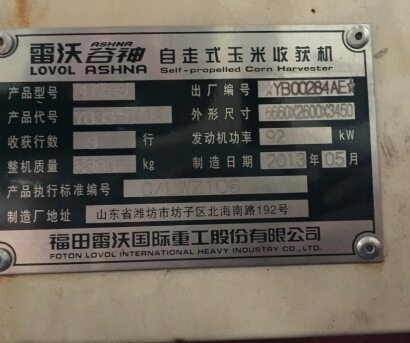 雷沃 谷神 ASHNA 自走式玉米收获机
LOVOL ASHNA Self-propelled Corn Harvester
产品型号 出厂编号 ★YB00284AE★
产品代号 外形尺寸 6660X2600X3450
收获行数 3 行 发动机功率 92 kW
整机质量 kg 制造日期 2013 年 05 月
产品执行标准编号
制造厂地址 山东省潍坊市坊子区北海南路192号
福田雷沃国际重工股份有限公司
FOTON LOVOL INTERNATIONAL HEAVY INDUSTRY CO.,LTD.